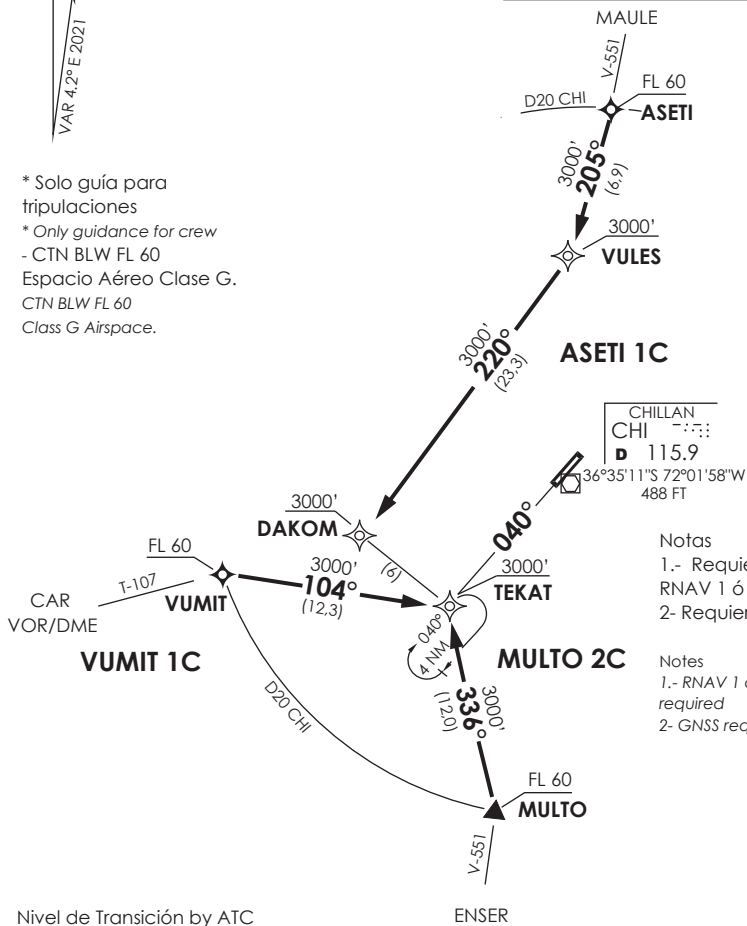 MAULE
VAR 4.2° E 2021
V-551
FL 60
D20 CHI
ASETI
* Solo guía para
tripulaciones
* Only guidance for crew
- CTN BLW FL 60
Espacio Aéreo Clase G.
CTN BLW FL 60
Class G Airspace.
3000'
205°
(6,9)
3000'
VULES
3000'
220°
(23,3)
ASETI 1C
CHILLAN
CHI
D 115.9
36°35'11"S 72°01'58"W
488 FT
040°
3000'
DAKOM
(6)
FL 60
T-107
VUMIT
3000'
104°
(12,3)
3000'
TEKAT
CAR
VOR/DME
VUMIT 1C
040°
4 NM
MULTO 2C
D20 CHI
3000'
336°
(12,0)
Notas
1.- Requie
RNAV 1 ó
2- Requier
Notes
1.- RNAV 1 o
required
2- GNSS req
FL 60
MULTO
V-551
Nivel de Transición by ATC
ENSER